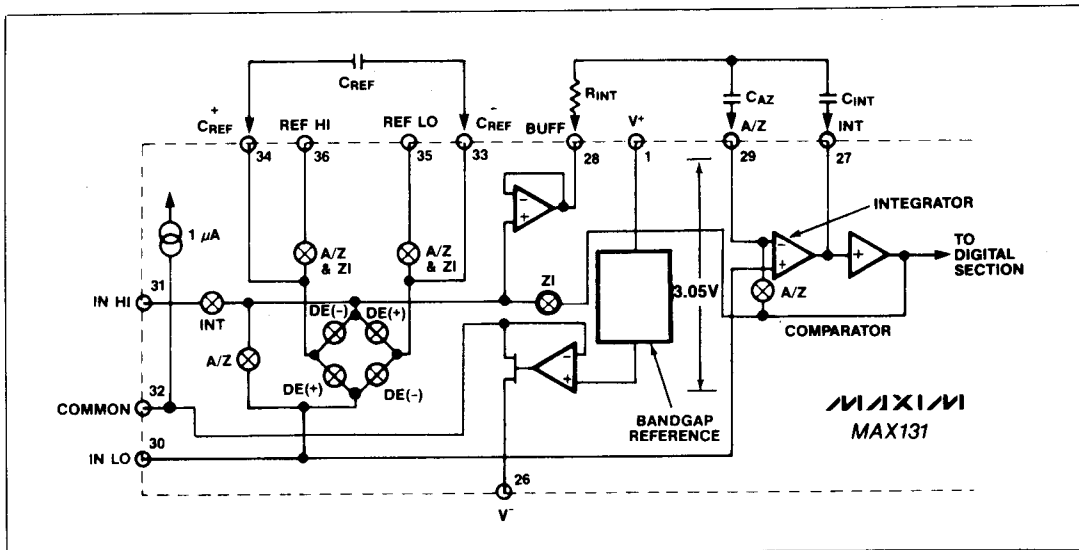 CREF
RINT
CAZ
CINT
+
CREF
REF HI
REF LO
-
CREF
BUFF
V+
A/Z
INT
34
36
35
33
28
1
29
27
1 µA
A/Z
& ZI
A/Z
& ZI
-
+
INTEGRATOR
-
+
+
TO
DIGITAL
SECTION
A/Z
COMPARATOR
31
IN HI
INT
DE(-)
DE(+)
ZI
3.05V
A/Z
DE(+)
DE(-)
-
+
32
COMMON
30
IN LO
BANDGAP
REFERENCE
MAXIM
MAX131
26
V-